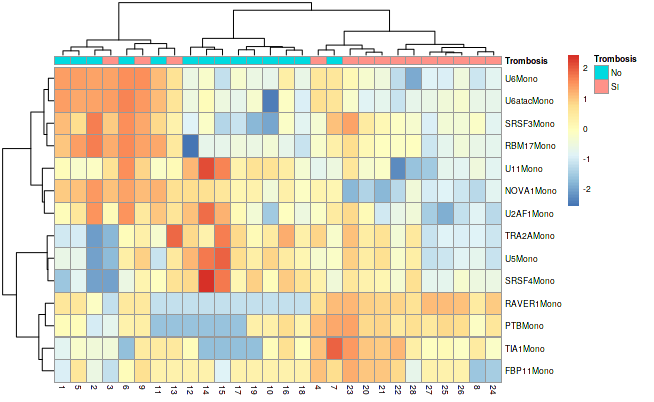 Trombosis
Trombosis
No
SI
2
1
0
-1
-2
U6Mono
U6atacMono
SRSF3Mono
RBM17Mono
U11Mono
NOVA1Mono
U2AF1Mono
TRA2AMono
U5Mono
SRSF4Mono
RAVER1Mono
PTBMono
TIA1Mono
FBP11Mono
1 5 2 3 6 9 11 13 12 14 15 17 19 10 16 18 4 7 23 20 21 22 28 27 25 26 8 24